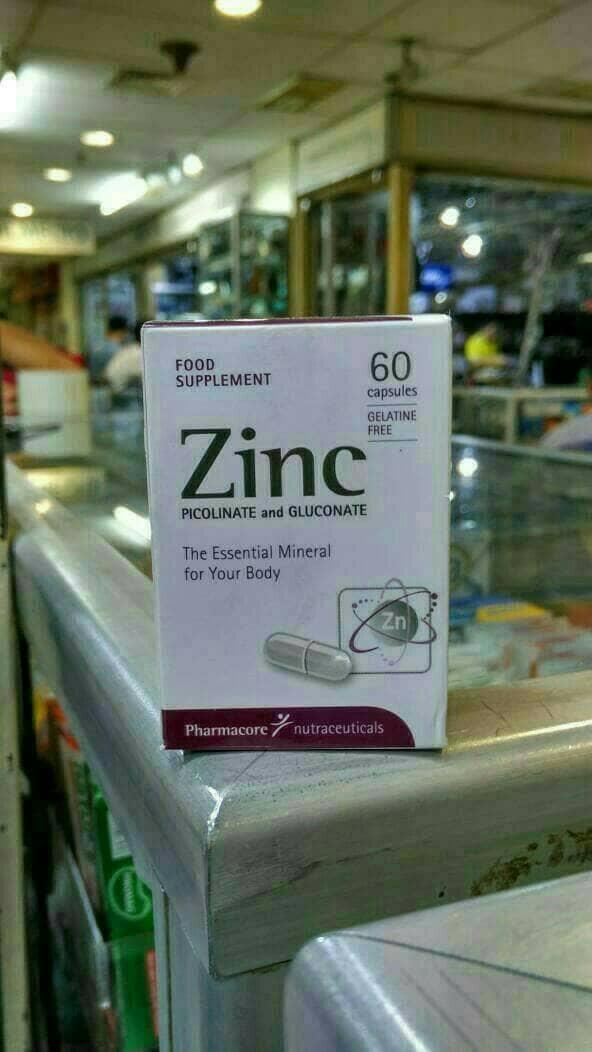 FOOD
SUPPLEMENT
60
capsules
GELATINE
FREE
Zinc
PICOLINATE and GLUCONATE
The Essential Mineral
for Your Body
Zn
Pharmacore nutraceuticals